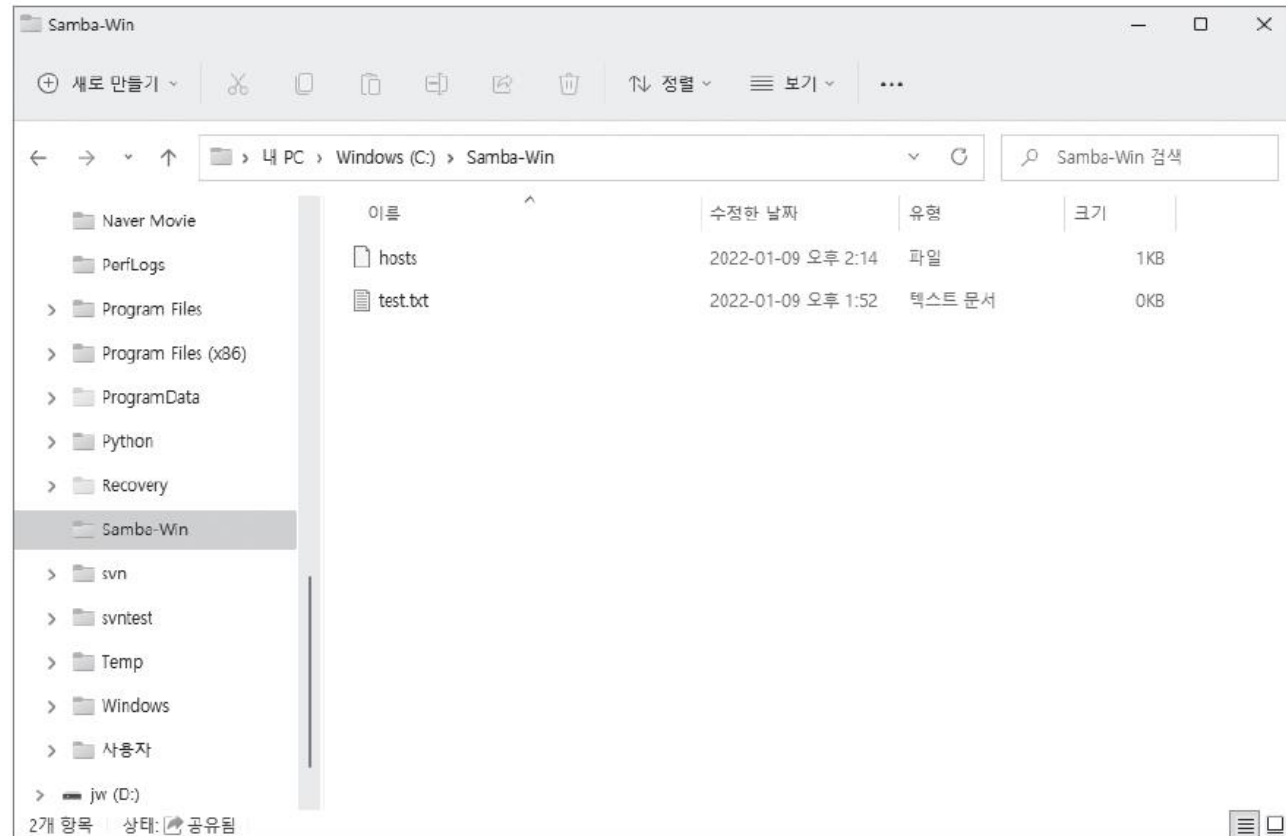 Samba-Win
새로 만들기 정렬 보기 ...
내 PC > Windows (C:) > Samba-Win Samba-Win 검색
이름 수정한 날짜 유형 크기
hosts 2022-01-09 오후 2:14 파일 1KB
test.txt 2022-01-09 오후 1:52 텍스트 문서 0KB
Naver Movie
PerfLogs
Program Files
Program Files (x86)
ProgramData
Python
Recovery
Samba-Win
svn
svntest
Temp
Windows
사용자
jw (D:)
2개 항목 상태: 공유됨